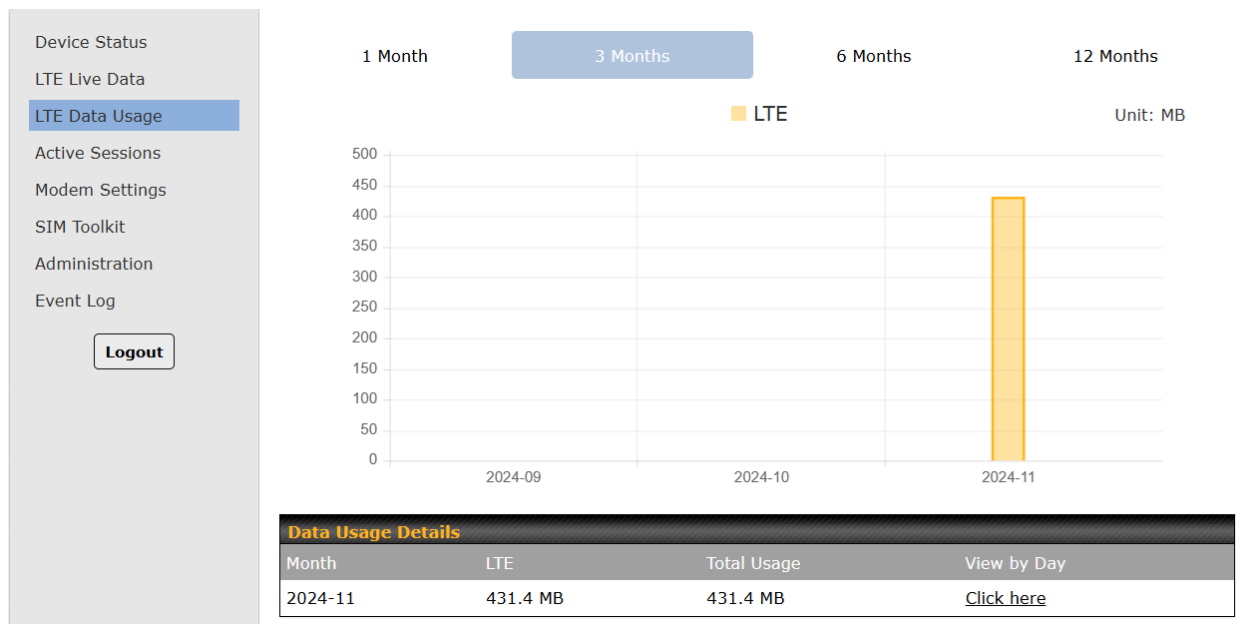 Device Status
LTE Live Data
LTE Data Usage
Active Sessions
Modem Settings
SIM Toolkit
Administration
Event Log
Logout
1 Month 3 Months 6 Months 12 Months
LTE Unit: MB
500
450
400
350
300
250
200
150
100
50
0
2024-09 2024-10 2024-11
Data Usage Details
Month LTE Total Usage View by Day
2024-11 431.4 MB 431.4 MB Click here